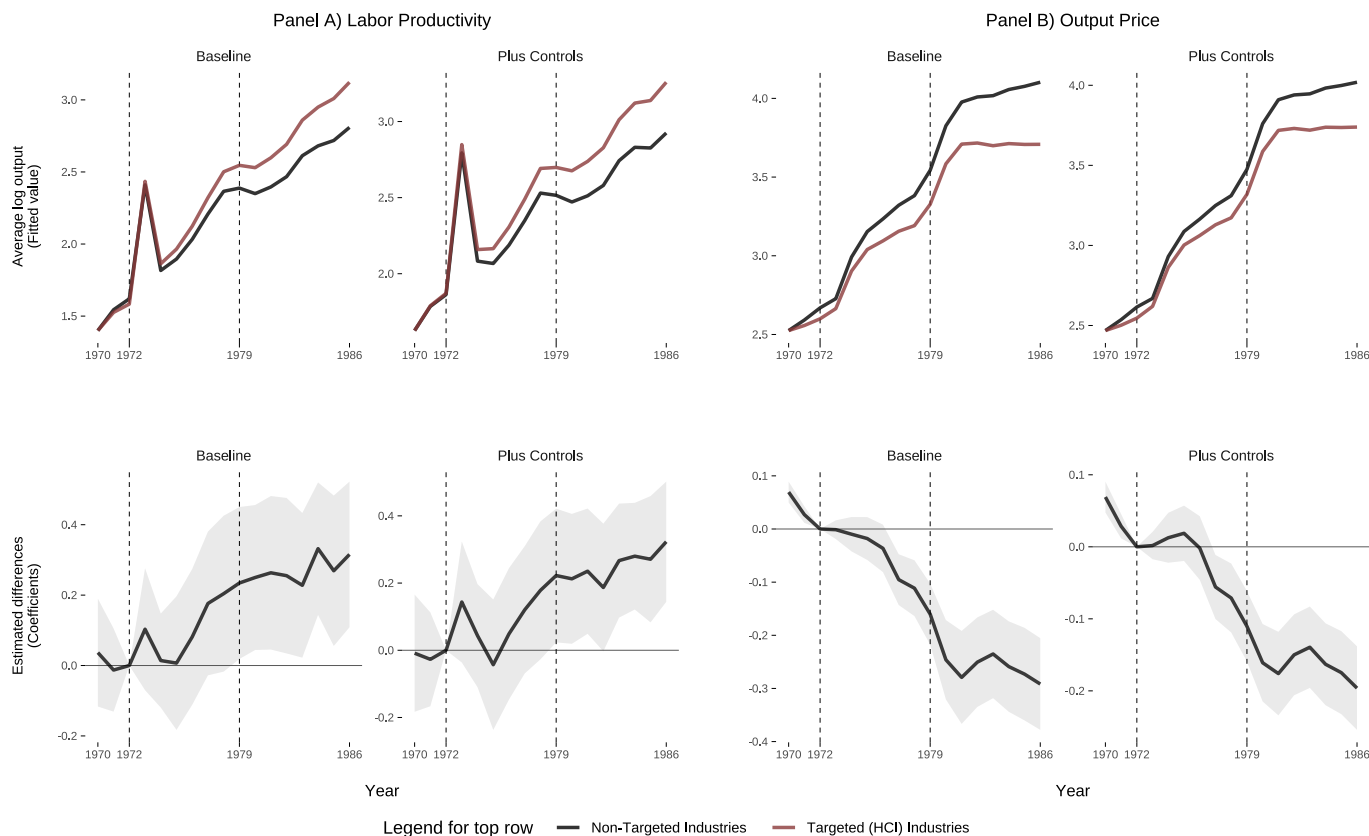 Panel A) Labor Productivity
Panel B) Output Price
Baseline
Plus Controls
Baseline
Plus Controls
Average log output
(Fitted value)
3.0
2.5
2.0
1.5
1970 1972 1979 1986
3.0
2.5
2.0
1970 1972 1979 1986
4.0
3.5
3.0
2.5
1970 1972 1979 1986
4.0
3.5
3.0
2.5
1970 1972 1979 1986
Baseline
Plus Controls
Baseline
Plus Controls
Estimated differences
(Coefficients)
0.4
0.2
0.0
-0.2
1970 1972 1979 1986
0.4
0.2
0.0
-0.2
1970 1972 1979 1986
0.1
0.0
-0.1
-0.2
-0.3
-0.4
1970 1972 1979 1986
0.1
0.0
-0.1
-0.2
1970 1972 1979 1986
Year
Legend for top row Non-Targeted Industries Targeted (HCI) Industries